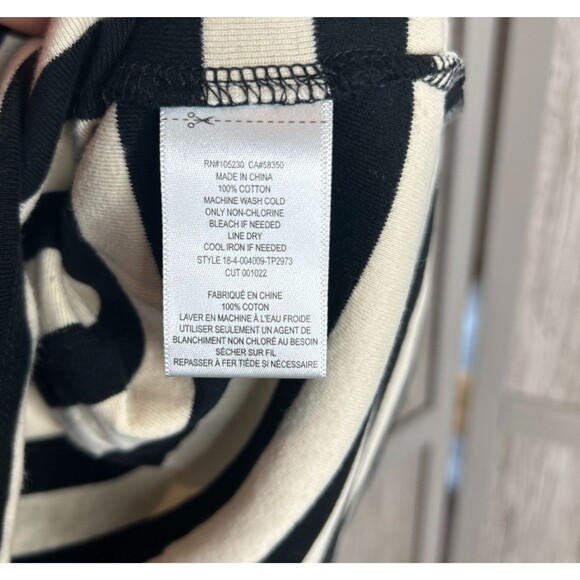 RN#105230 CA#58350
MADE IN CHINA
100% COTTON
MACHINE WASH COLD
ONLY NON-CHLORINE
BLEACH IF NEEDED
LINE DRY
COOL IRON IF NEEDED
STYLE 18-4-004009-TP2973
CUT 001022
FABRIQUÉ EN CHINE
100% COTON
LAVER EN MACHINE À L'EAU FROIDE
UTILISER SEULEMENT UN AGENT DE
BLANCHIMENT NON CHLORÉ AU BESOIN
SÉCHER SUR FIL
REPASSER À FER TIÈDE SI NÉCESSAIRE